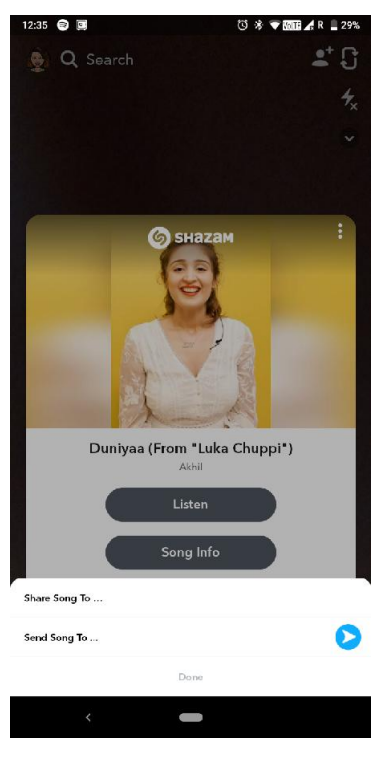 12:35
VoLTE R 29%
Search
SHAZAM
Duniyaa (From "Luka Chuppi")
Akhil
Listen
Song Info
Share Song To ...
Send Song To ...
Done